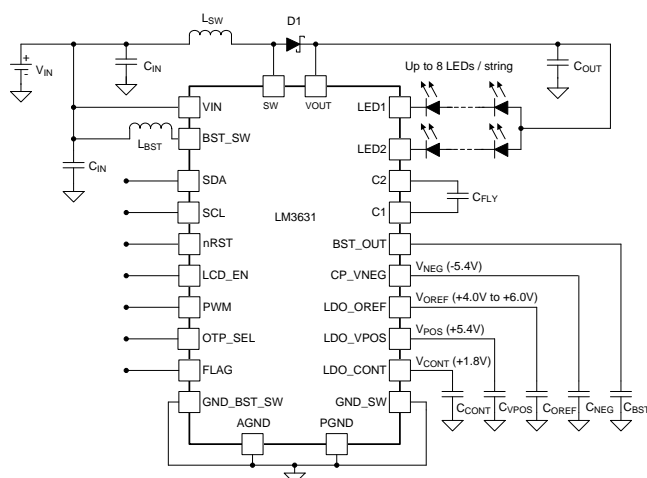 L_SW
D1
V_IN
C_IN
C_OUT
SW
VOUT
Up to 8 LEDs / string
VIN
LED1
L_BST
BST_SW
LED2
C_IN
SDA
C2
C_FLY
SCL
C1
LM3631
nRST
BST_OUT
LCD_EN
CP_VNEG
V_NEG (-5.4V)
PWM
LDO_OREF
V_OREF (+4.0V to +6.0V)
OTP_SEL
LDO_VPOS
V_POS (+5.4V)
FLAG
LDO_CONT
V_CONT (+1.8V)
GND_BST_SW
GND_SW
C_CONT
C_VPOS
C_OREF
C_NEG
C_BST
AGND
PGND